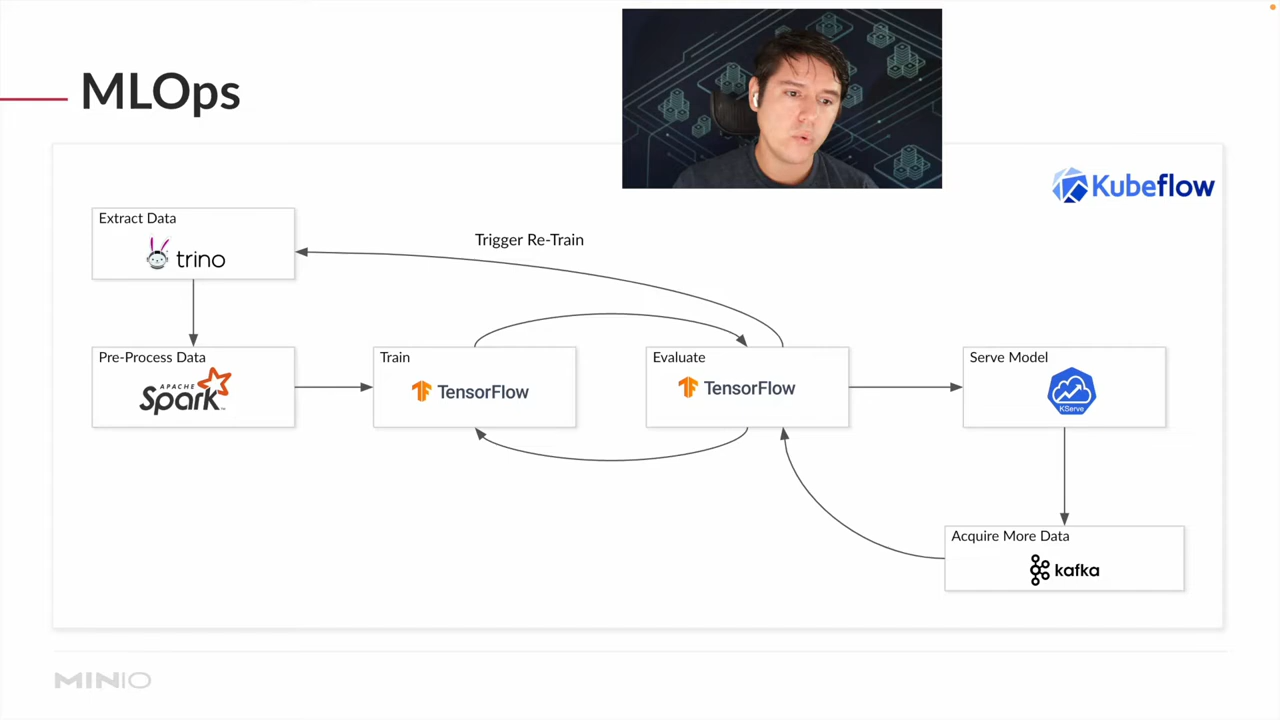 MLOps
Kubeflow
Extract Data
trino
Trigger Re-Train
Pre-Process Data
APACHE
Spark
Train
TensorFlow
Evaluate
TensorFlow
Serve Model
KServe
Acquire More Data
kafka
MINIO